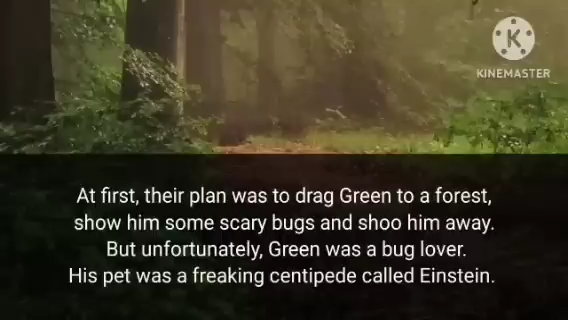 KINEMASTER
At first, their plan was to drag Green to a forest,
show him some scary bugs and shoo him away.
But unfortunately, Green was a bug lover.
His pet was a freaking centipede called Einstein.